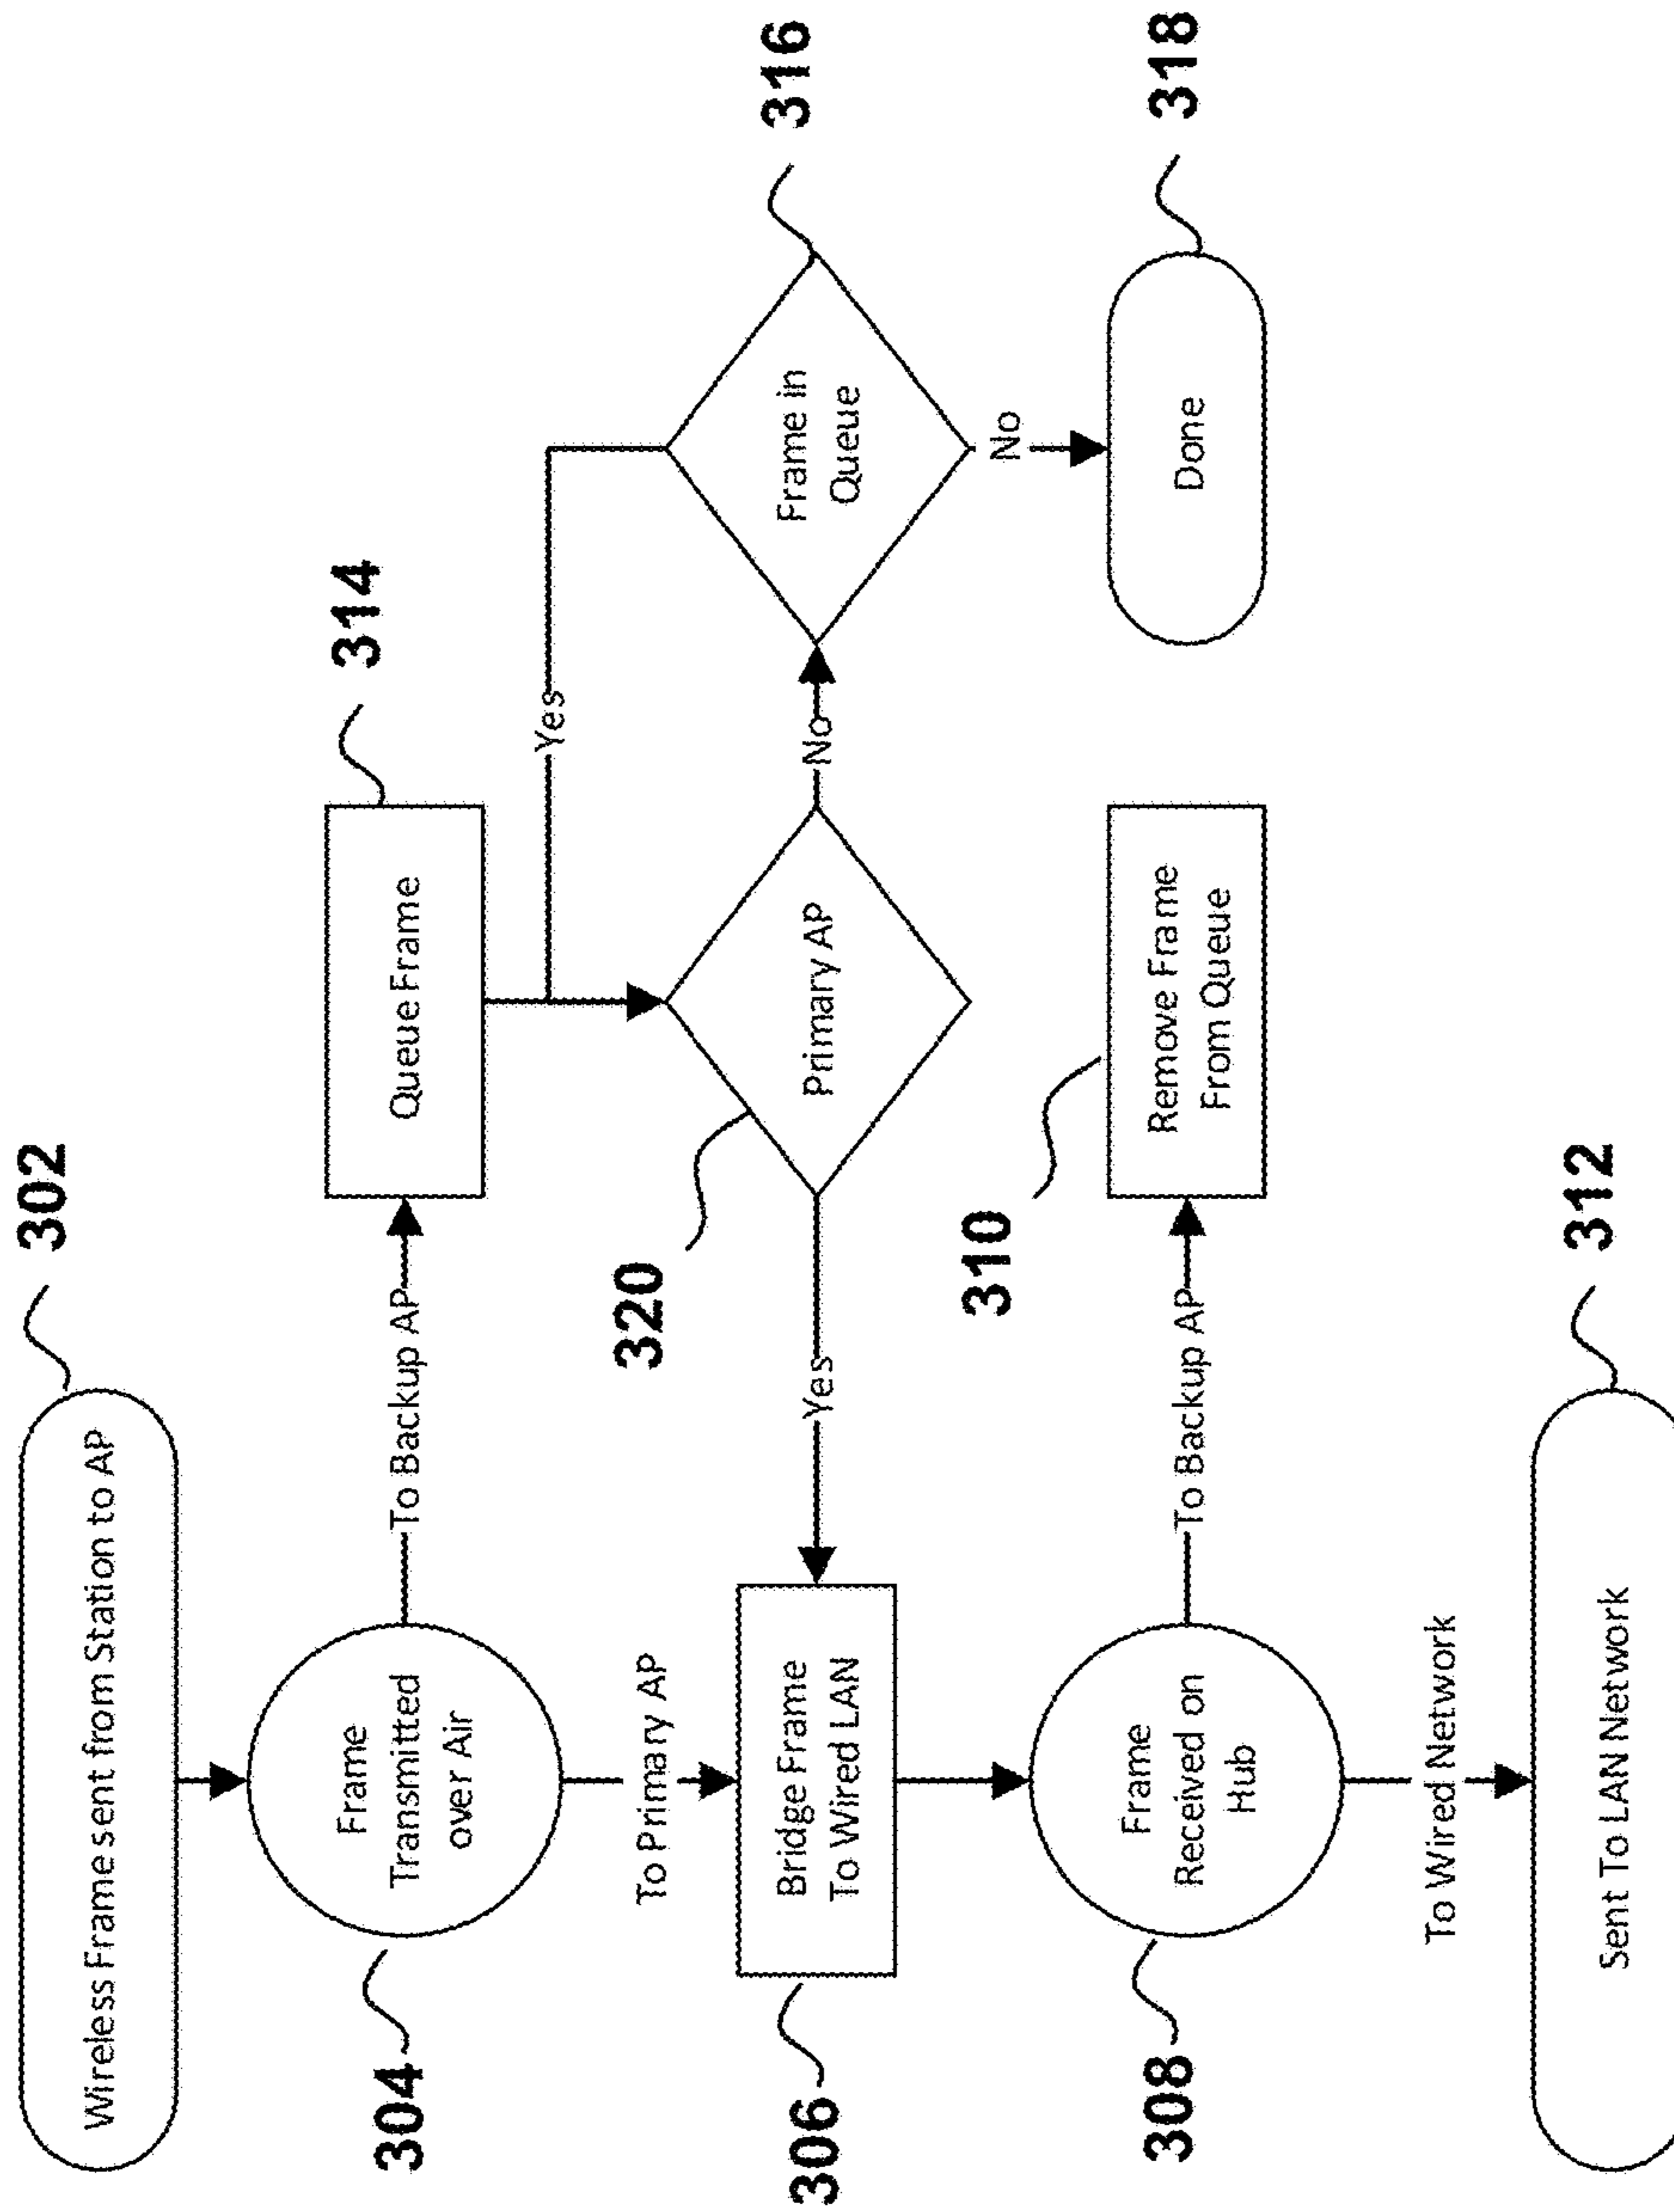 302
Wireless Frame sent from Station to AP
304
Frame
Transmitted
over Air
To Backup AP
314
Queue Frame
To Primary AP
Yes
320
Primary AP
No
316
Frame in
Queue
Yes
306
Bridge Frame
To Wired LAN
No
318
Done
308
Frame
Received on
Hub
To Backup AP
310
Remove Frame
From Queue
To Wired Network
312
Sent To LAN Network